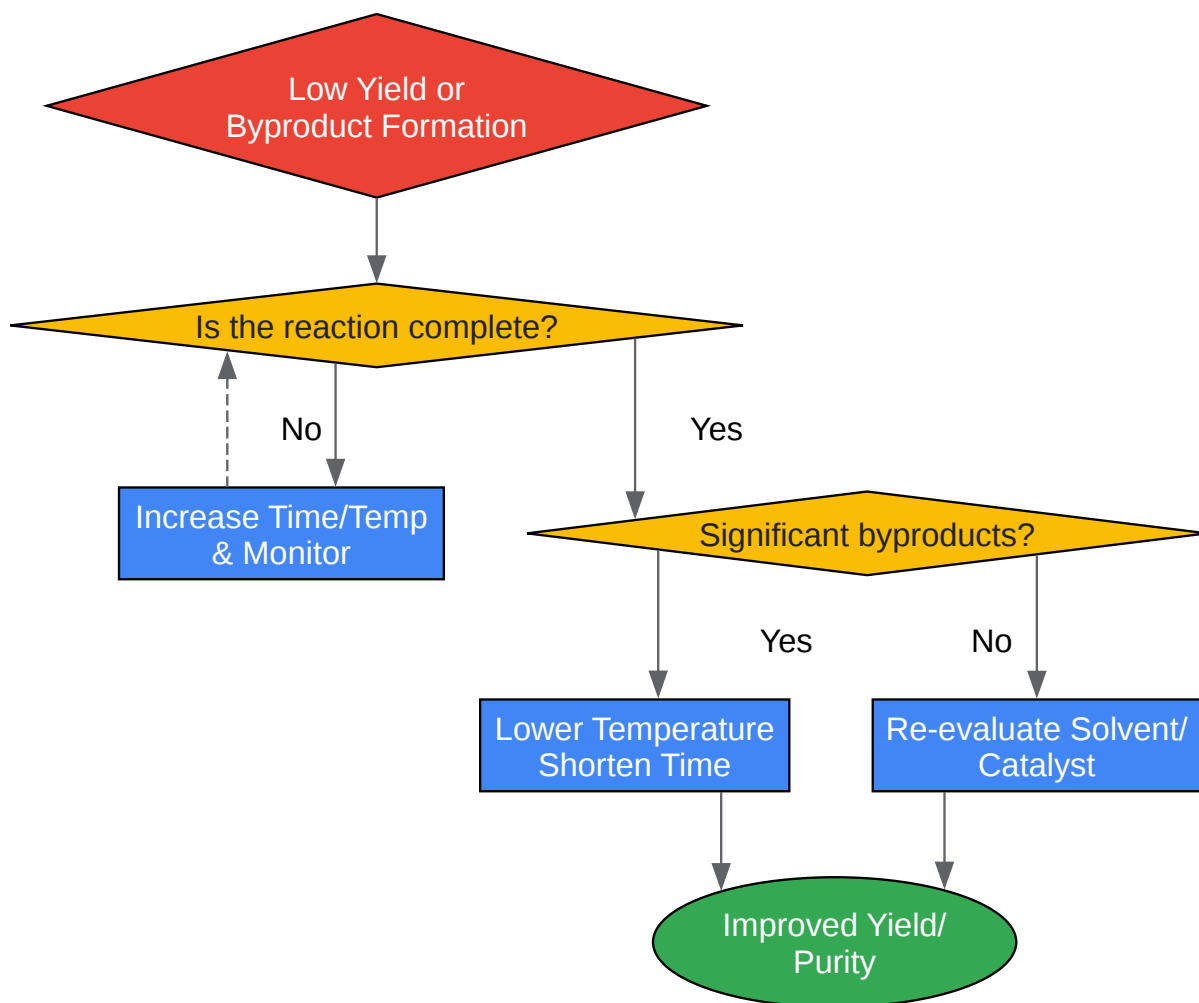 Low Yield or
Byproduct Formation
Is the reaction complete?
No
Yes
Increase Time/Temp
& Monitor
Significant byproducts?
Yes
No
Lower Temperature
Shorten Time
Re-evaluate Solvent/
Catalyst
Improved Yield/
Purity